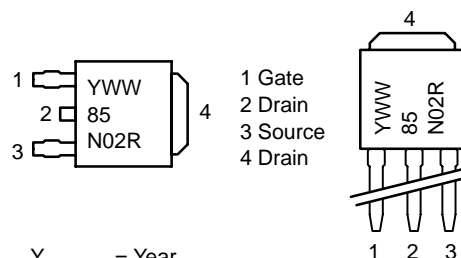 4
1
2
3
YWW
85
N02R
4
1 Gate
2 Drain
3 Source
4 Drain
YWW
85
N02R
1 2 3
Y = Year